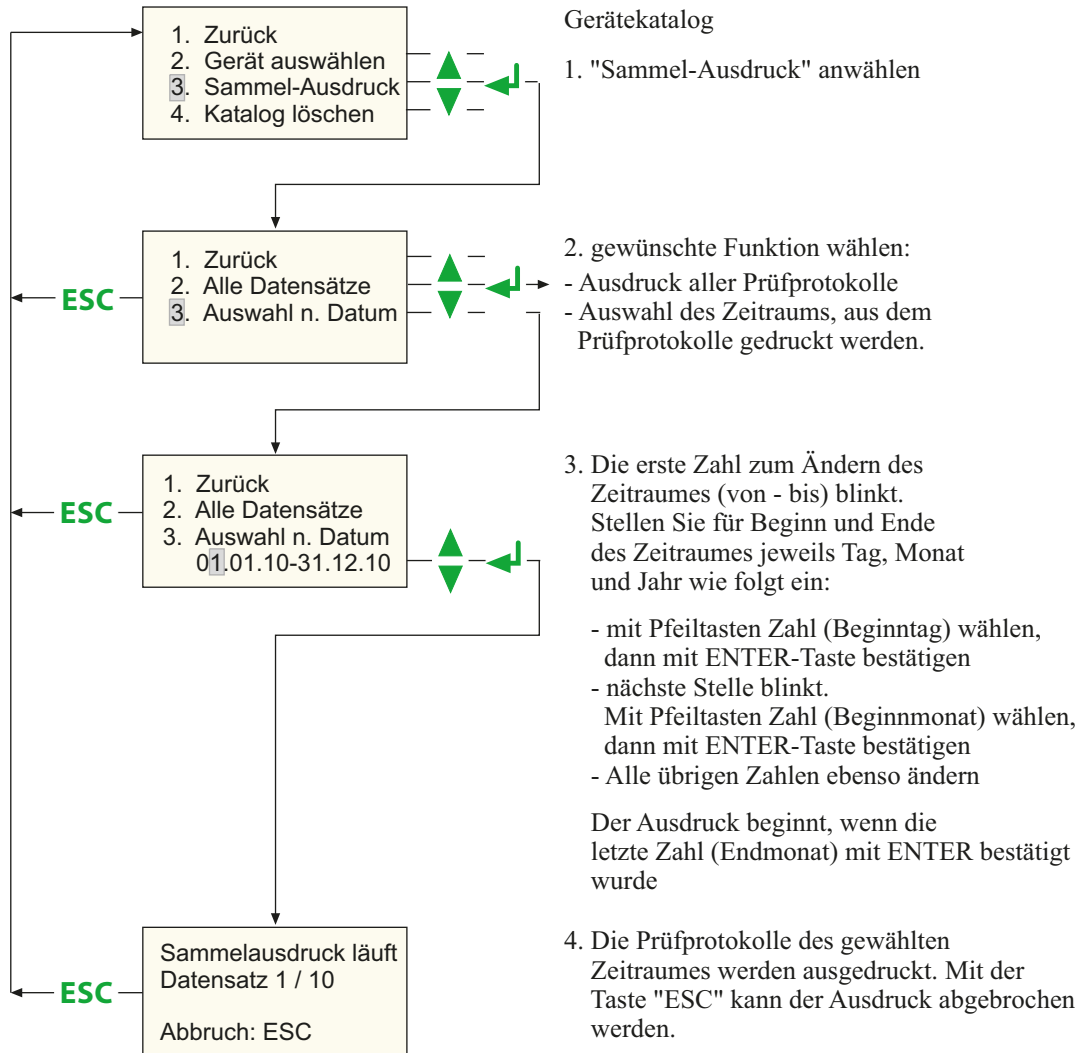 Gerätekatalog
1. Zurück
2. Gerät auswählen
3. Sammel-Ausdruck
4. Katalog löschen
1. "Sammel-Ausdruck" anwählen
ESC
1. Zurück
2. Alle Datensätze
3. Auswahl n. Datum
2. gewünschte Funktion wählen:
- Ausdruck aller Prüfprotokolle
- Auswahl des Zeitraums, aus dem
Prüfprotokolle gedruckt werden.
ESC
1. Zurück
2. Alle Datensätze
3. Auswahl n. Datum
01.01.10-31.12.10
3. Die erste Zahl zum Ändern des
Zeitraumes (von - bis) blinkt.
Stellen Sie für Beginn und Ende
des Zeitraumes jeweils Tag, Monat
und Jahr wie folgt ein:
- mit Pfeiltasten Zahl (Beginntag) wählen,
dann mit ENTER-Taste bestätigen
- nächste Stelle blinkt.
Mit Pfeiltasten Zahl (Beginnmonat) wählen,
dann mit ENTER-Taste bestätigen
- Alle übrigen Zahlen ebenso ändern
Der Ausdruck beginnt, wenn die
letzte Zahl (Endmonat) mit ENTER bestätigt
wurde
ESC
Sammelausdruck läuft
Datensatz 1 / 10
Abbruch: ESC
4. Die Prüfprotokolle des gewählten
Zeitraumes werden ausgedruckt. Mit der
Taste "ESC" kann der Ausdruck abgebrochen
werden.